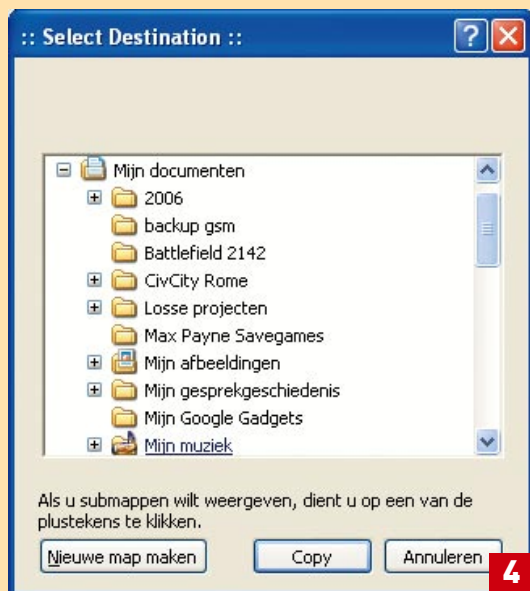 :: Select Destination ::
Mijn documenten
2006
backup gsm
Battlefield 2142
CivCity Rome
Losse projecten
Max Payne Savegames
Mijn afbeeldingen
Mijn gesprekgeschiedenis
Mijn Google Gadgets
Mijn muziek
Als u submappen wilt weergeven, dient u op een van de
plustekens te klikken.
Nieuwe map maken Copy Annuleren
4